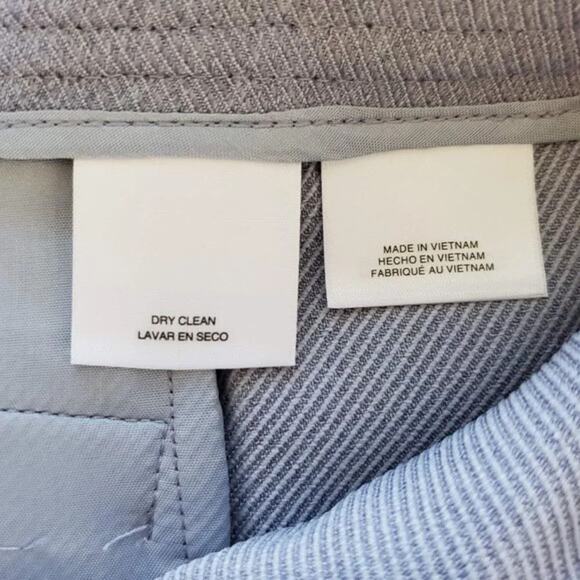 DRY CLEAN
LAVAR EN SECO
MADE IN VIETNAM
HECHO EN VIETNAM
FABRIQUÉ AU VIETNAM